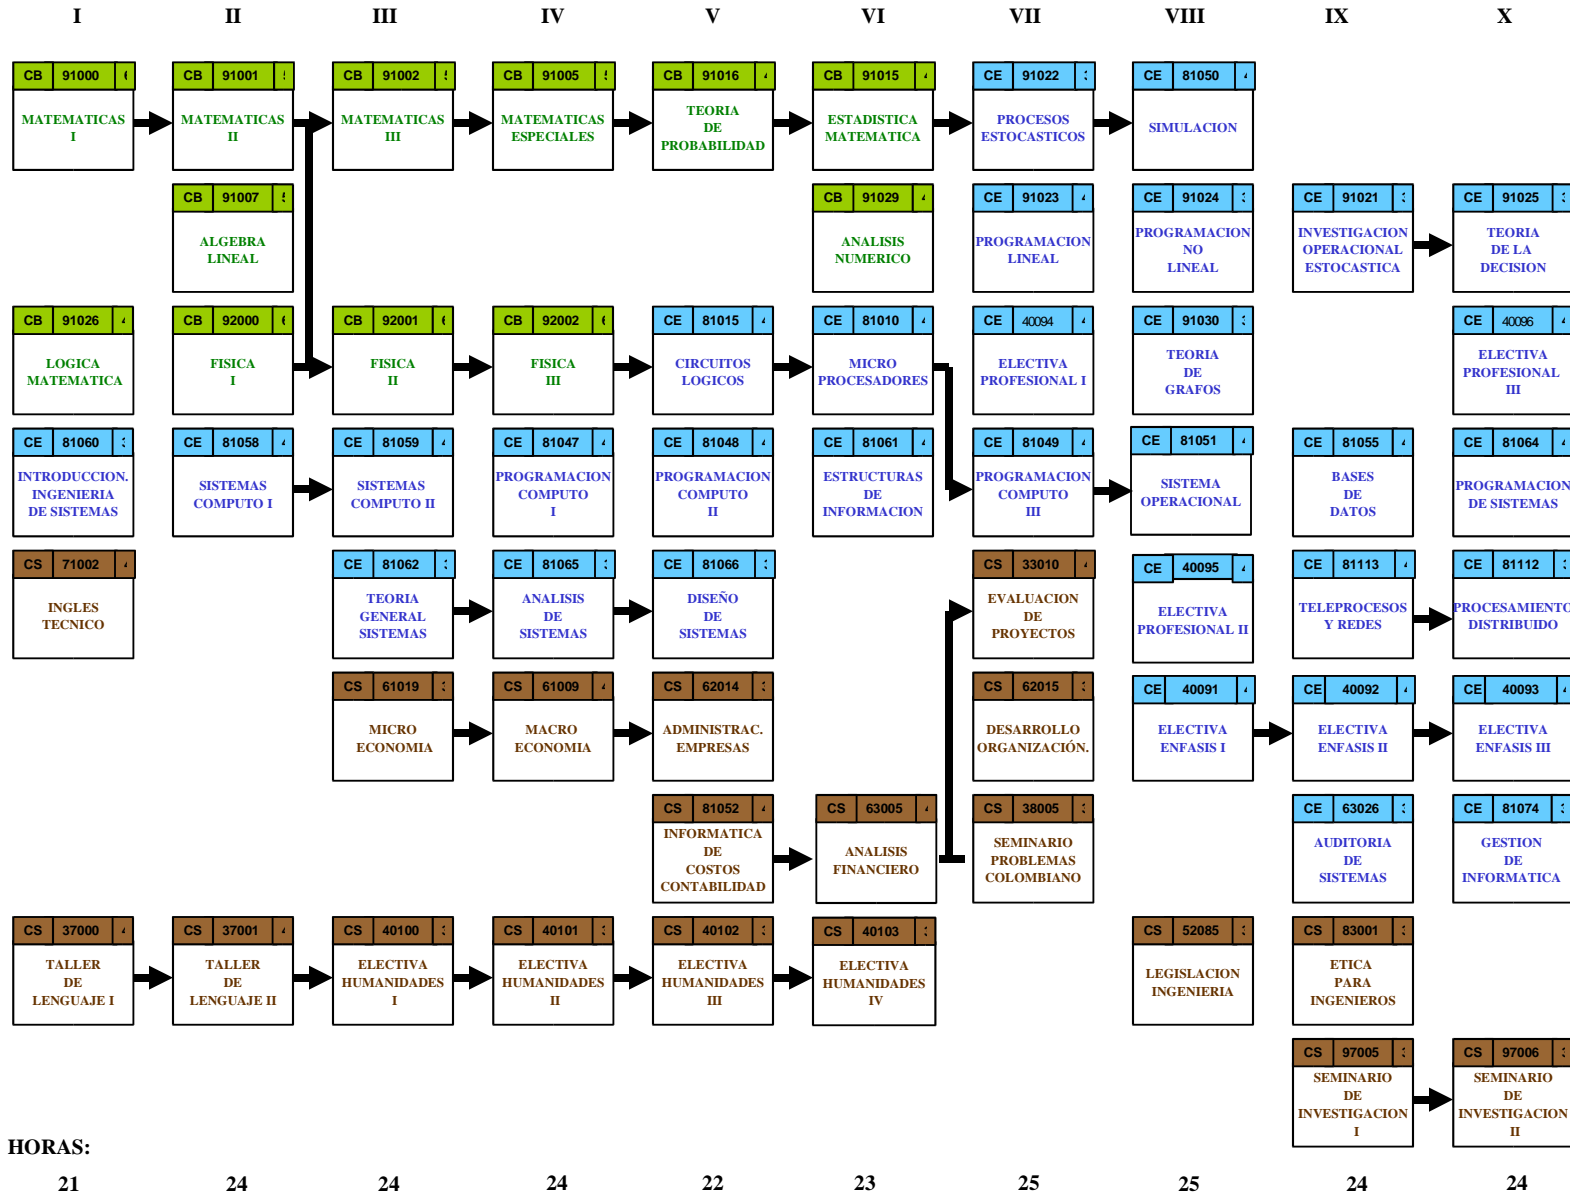 I II III IV V VI VII VIII IX X
CB 91000
MATEMATICAS
I
CB 91001
MATEMATICAS
II
CB 91002
MATEMATICAS
III
CB 91005
MATEMATICAS
ESPECIALES
CB 91016
TEORIA
DE
PROBABILIDAD
CB 91015
ESTADISTICA
MATEMATICA
CE 91022
PROCESOS
ESTOCASTICOS
CE 81050
SIMULACION
CB 91007
ALGEBRA
LINEAL
CB 91029
ANALISIS
NUMERICO
CE 91023
PROGRAMACION
LINEAL
CE 91024
PROGRAMACION
NO
LINEAL
CE 91021
INVESTIGACION
OPERACIONAL
ESTOCASTICA
CE 91025
TEORIA
DE LA
DECISION
CB 91026
LOGICA
MATEMATICA
CB 92000
FISICA
I
CB 92001
FISICA
II
CB 92002
FISICA
III
CE 81015
CIRCUITOS
LOGICOS
CE 81010
MICRO
PROCESADORES
CE 40094
ELECTIVA
PROFESIONAL I
CE 91030
TEORIA
DE
GRAFOS
CE 40096
ELECTIVA
PROFESIONAL
III
CE 81060
INTRODUCCION.
INGENIERIA
DE SISTEMAS
CE 81058
SISTEMAS
COMPUTO I
CE 81059
SISTEMAS
COMPUTO II
CE 81047
PROGRAMACION
COMPUTO
I
CE 81048
PROGRAMACION
COMPUTO
II
CE 81061
ESTRUCTURAS
DE
INFORMACION
CE 81049
PROGRAMACION
COMPUTO
III
CE 81051
SISTEMA
OPERACIONAL
CE 81055
BASES
DE
DATOS
CE 81064
PROGRAMACION
DE SISTEMAS
CS 71002
INGLES
TECNICO
CE 81062
TEORIA
GENERAL
SISTEMAS
CE 81065
ANALISIS
DE
SISTEMAS
CE 81066
DISEÑO
DE
SISTEMAS
CS 33010
EVALUACION
DE
PROYECTOS
CE 40095
ELECTIVA
PROFESIONAL II
CE 81113
TELEPROCESOS
Y REDES
CE 81112
PROCESAMIENTO
DISTRIBUIDO
CS 61019
MICRO
ECONOMIA
CS 61009
MACRO
ECONOMIA
CS 62014
ADMINISTRAC.
EMPRESAS
CS 62015
DESARROLLO
ORGANIZACIÓN.
CE 40091
ELECTIVA
ENFASIS I
CE 40092
ELECTIVA
ENFASIS II
CE 40093
ELECTIVA
ENFASIS III
CS 81052
INFORMATICA
DE
COSTOS
CONTABILIDAD
CS 63005
ANALISIS
FINANCIERO
CS 38005
SEMINARIO
PROBLEMAS
COLOMBIANO
CE 63026
AUDITORIA
DE
SISTEMAS
CE 81074
GESTION
DE
INFORMATICA
CS 37000
TALLER
DE
LENGUAJE I
CS 37001
TALLER
DE
LENGUAJE II
CS 40100
ELECTIVA
HUMANIDADES
I
CS 40101
ELECTIVA
HUMANIDADES
II
CS 40102
ELECTIVA
HUMANIDADES
III
CS 40103
ELECTIVA
HUMANIDADES
IV
CS 52085
LEGISLACION
INGENIERIA
CS 83001
ETICA
PARA
INGENIEROS
CS 97005
SEMINARIO
DE
INVESTIGACION
I
CS 97006
SEMINARIO
DE
INVESTIGACION
II
HORAS:
21 24 24 24 22 23 25 25 24 24